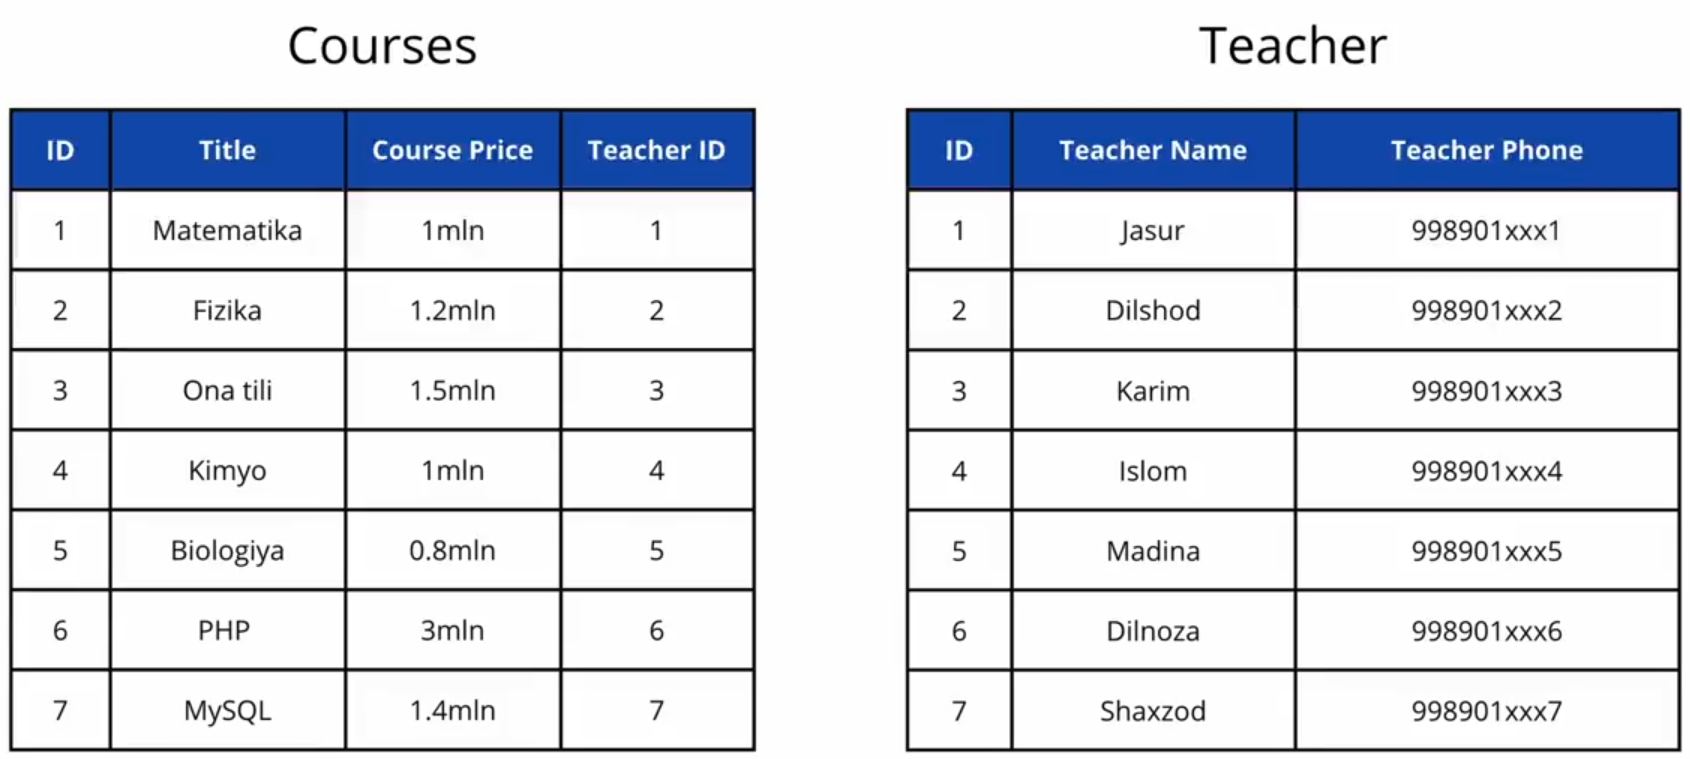 Courses
ID Title Course Price Teacher ID
1 Matematika 1mln 1
2 Fizika 1.2mln 2
3 Ona tili 1.5mln 3
4 Kimyo 1mln 4
5 Biologiya 0.8mln 5
6 PHP 3mln 6
7 MySQL 1.4mln 7
Teacher
ID Teacher Name Teacher Phone
1 Jasur 998901xxx1
2 Dilshod 998901xxx2
3 Karim 998901xxx3
4 Islom 998901xxx4
5 Madina 998901xxx5
6 Dilnoza 998901xxx6
7 Shaxzod 998901xxx7